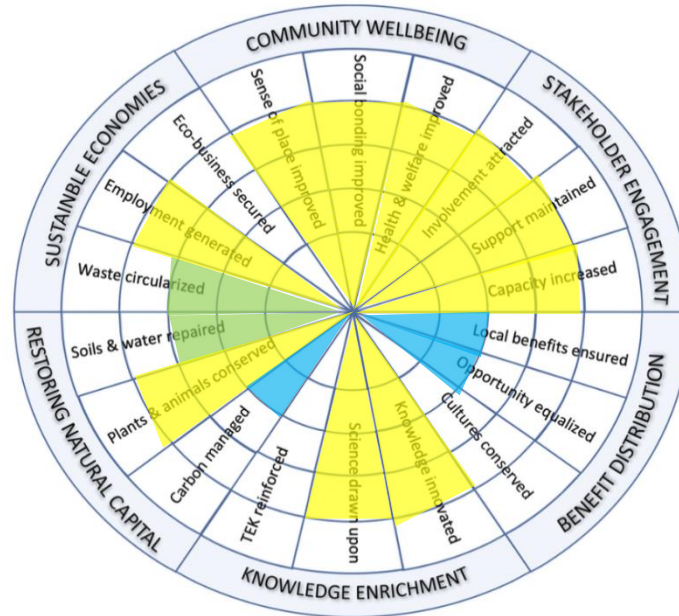 COMMUNITY WELLBEING
Sense of place improved
Social bonding improved
Health & welfare improved
STAKEHOLDER ENGAGEMENT
Involvement attracted
Support maintained
Capacity increased
BENEFIT DISTRIBUTION
Local benefits ensured
Opportunity equalized
Cultures conserved
KNOWLEDGE ENRICHMENT
Knowledge innovated
Science drawn upon
TEK reinforced
RESTORING NATURAL CAPITAL
Carbon managed
Plants & animals conserved
Soils & water repaired
SUSTAINBLE ECONOMIES
Waste circularized
Employment generated
Eco-business secured